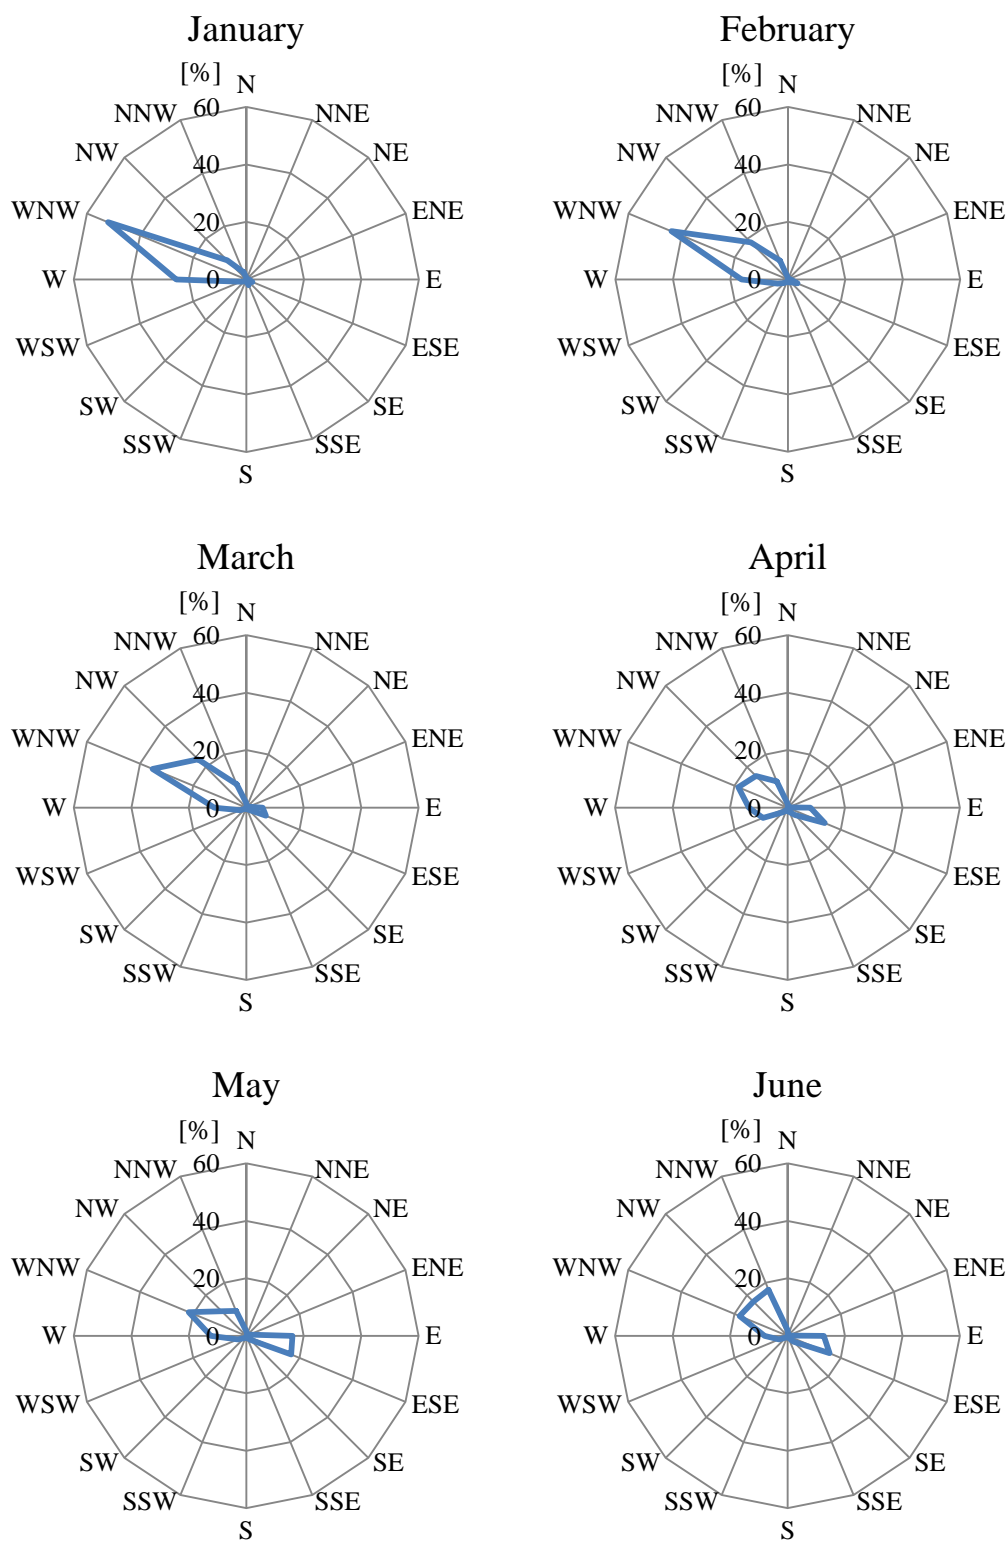 January
[%]
N
NNW
60
NNE
NW
NE
40
WNW
20
ENE
W
0
E
WSW
ESE
SW
SE
SSW
SSE
S
February
[%]
N
NNW
60
NNE
NW
NE
40
WNW
20
ENE
W
0
E
WSW
ESE
SW
SE
SSW
SSE
S
March
[%]
N
NNW
60
NNE
NW
NE
40
WNW
20
ENE
W
0
E
WSW
ESE
SW
SE
SSW
SSE
S
April
[%]
N
NNW
60
NNE
NW
NE
40
WNW
20
ENE
W
0
E
WSW
ESE
SW
SE
SSW
SSE
S
May
[%]
N
NNW
60
NNE
NW
NE
40
WNW
20
ENE
W
0
E
WSW
ESE
SW
SE
SSW
SSE
S
June
[%]
N
NNW
60
NNE
NW
NE
40
WNW
20
ENE
W
0
E
WSW
ESE
SW
SE
SSW
SSE
S